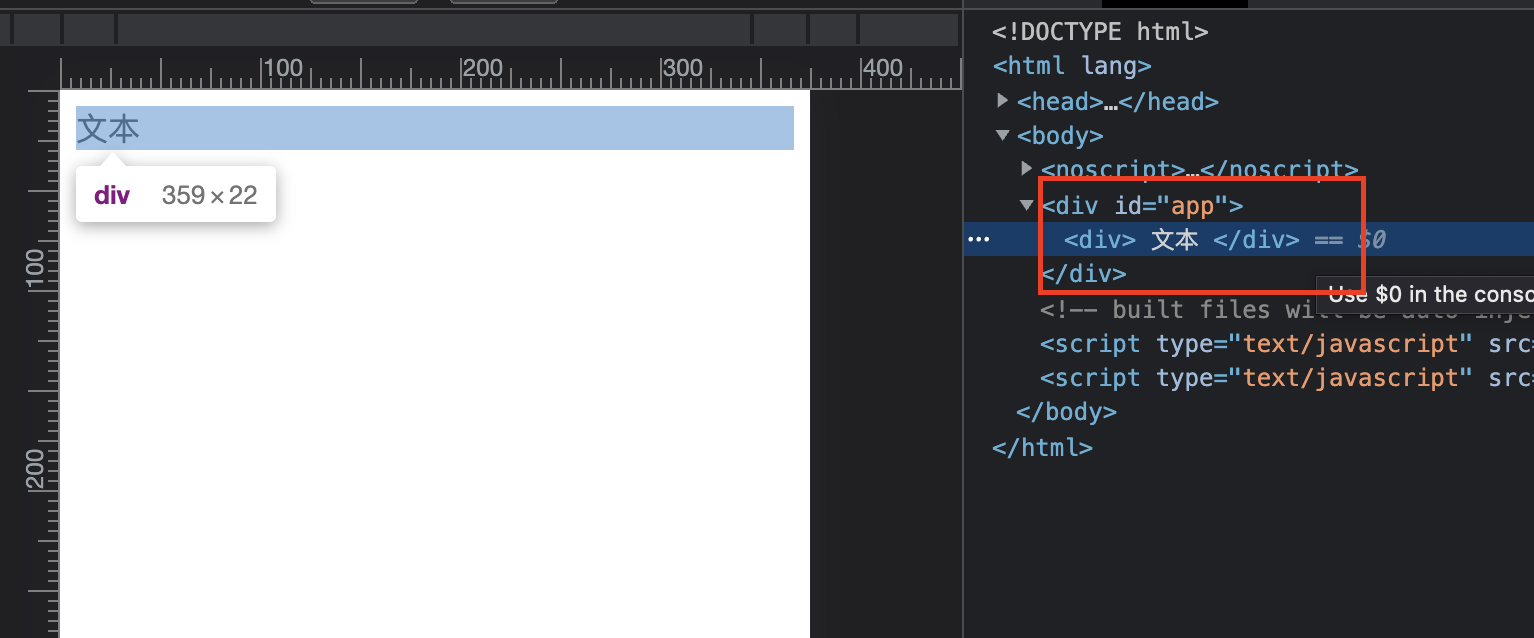 100 200 300 400
文本
div 359 × 22
100
200
<!DOCTYPE html>
<html lang>
<head>…</head>
<body>
<noscript>…</noscript>
<div id="app">
<div> 文本 </div> == $0
</div>
Use $0 in the
<!-- built files will be auto
<script type="text/javascript" src=
<script type="text/javascript" src=
</body>
</html>